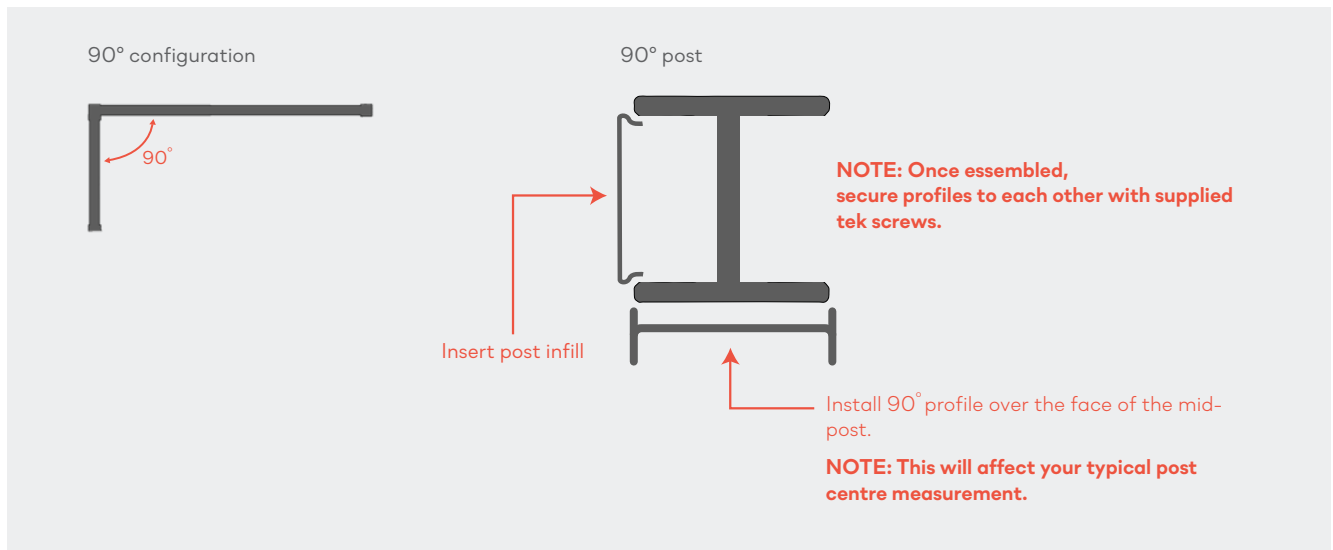 90° configuration
90° post
90°
NOTE: Once assembled,
secure profiles to each other with supplied
tek screws.
Insert post infill
Install 90° profile over the face of the mid-
post.
NOTE: This will affect your typical post
centre measurement.